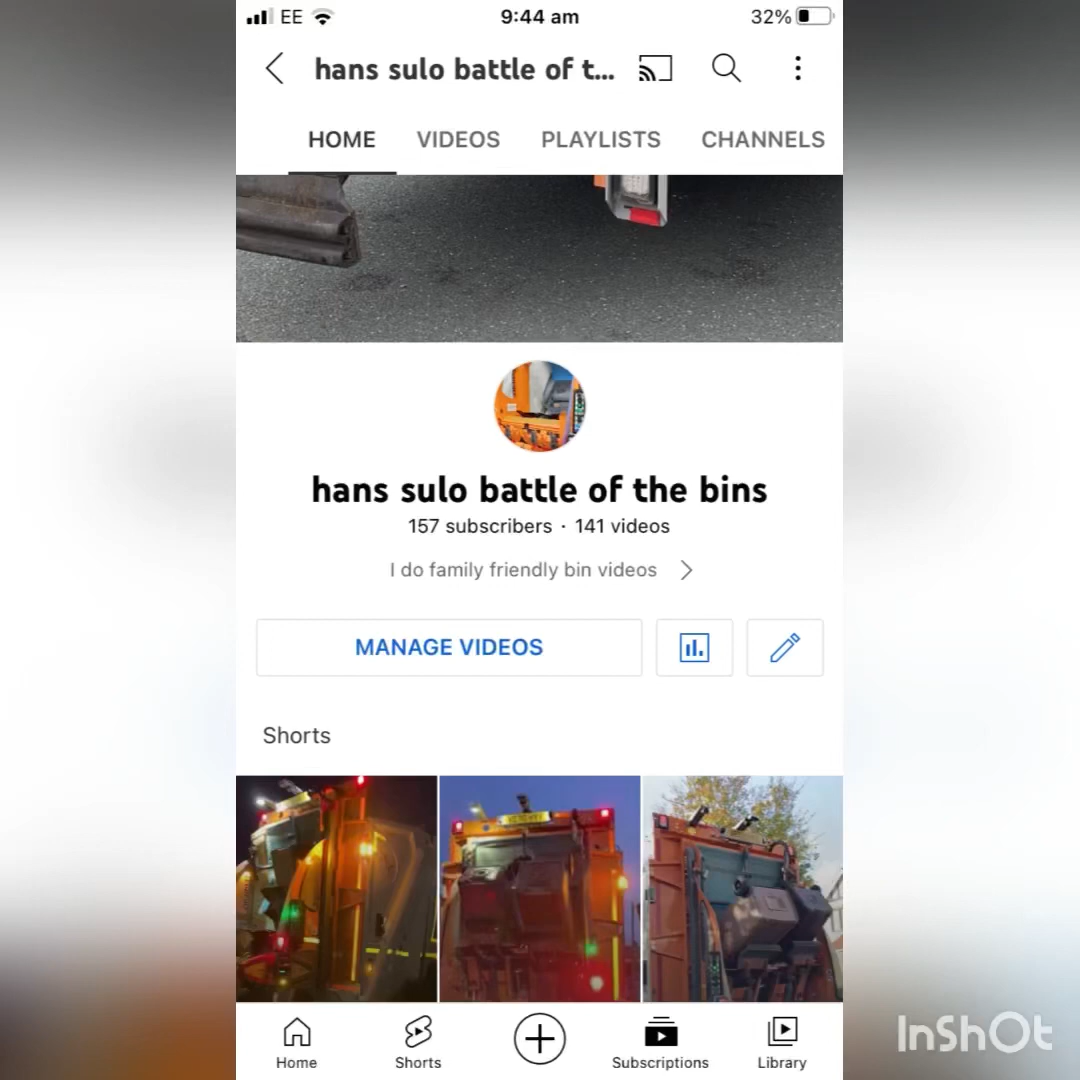 EE 9:44 am 32%
hans sulo battle of t...
HOME VIDEOS PLAYLISTS CHANNELS
hans sulo battle of the bins
157 subscribers · 141 videos
I do family friendly bin videos
MANAGE VIDEOS
Shorts
Home Shorts Subscriptions Library
InShOt